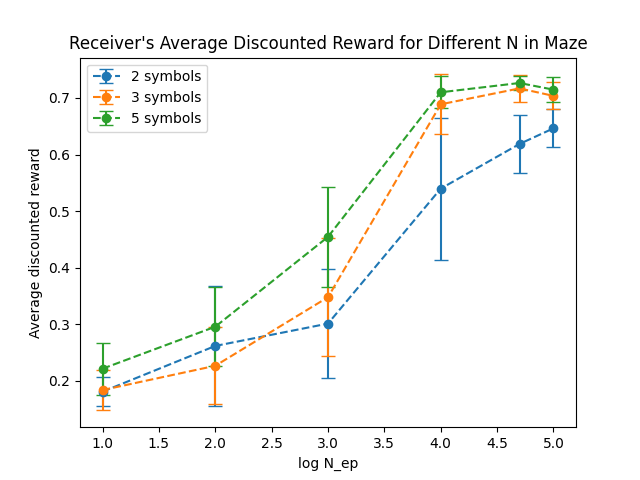 Receiver's Average Discounted Reward for Different N in Maze
2 symbols
3 symbols
5 symbols
Average discounted reward
0.7
0.6
0.5
0.4
0.3
0.2
1.0 1.5 2.0 2.5 3.0 3.5 4.0 4.5 5.0
log N_ep